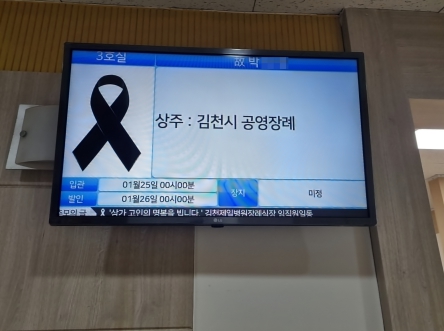 3호실
故 박
상주 : 김천시 공영장례
입관 01월25일 00시00분
발인 01월26일 00시00분
장지 미정
삼가 고인의 명복을 빕니다.' 김천제일병원장례식장 임직원일동
LG